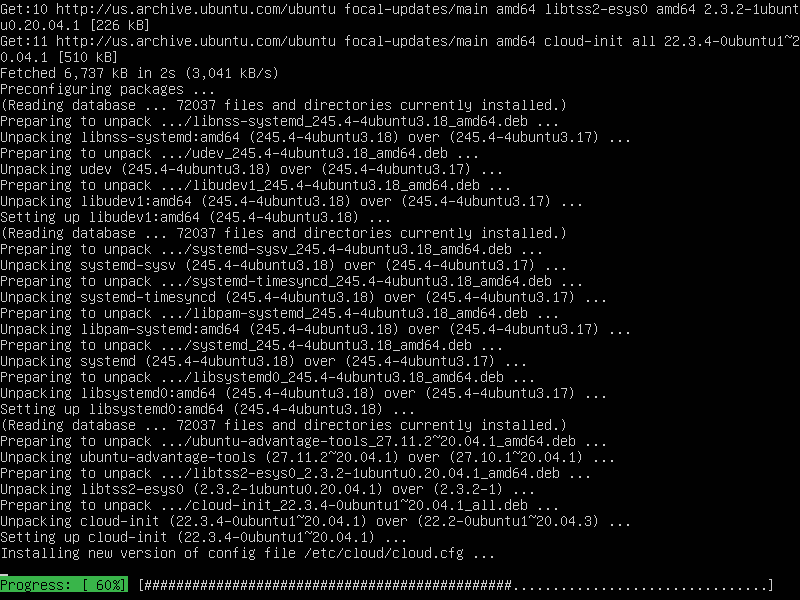 Get:10 http://us.archive.ubuntu.com/ubuntu focal-updates/main amd64 libtss2-esys0 amd64 2.3.2-1ubunt
u0.20.04.1 [226 kB]
Get:11 http://us.archive.ubuntu.com/ubuntu focal-updates/main amd64 cloud-init all 22.3.4-0ubuntu1~2
0.04.1 [510 kB]
Fetched 6,737 kB in 2s (3,041 kB/s)
Preconfiguring packages ...
(Reading database ... 72037 files and directories currently installed.)
Preparing to unpack .../libnss-systemd_245.4-4ubuntu3.18_amd64.deb ...
Unpacking libnss-systemd:amd64 (245.4-4ubuntu3.18) over (245.4-4ubuntu3.17) ...
Preparing to unpack .../udev_245.4-4ubuntu3.18_amd64.deb ...
Unpacking udev (245.4-4ubuntu3.18) over (245.4-4ubuntu3.17) ...
Preparing to unpack .../libudev1_245.4-4ubuntu3.18_amd64.deb ...
Unpacking libudev1:amd64 (245.4-4ubuntu3.18) over (245.4-4ubuntu3.17) ...
Setting up libudev1:amd64 (245.4-4ubuntu3.18) ...
(Reading database ... 72037 files and directories currently installed.)
Preparing to unpack .../systemd-sysv_245.4-4ubuntu3.18_amd64.deb ...
Unpacking systemd-sysv (245.4-4ubuntu3.18) over (245.4-4ubuntu3.17) ...
Preparing to unpack .../systemd-timesyncd_245.4-4ubuntu3.18_amd64.deb ...
Unpacking systemd-timesyncd (245.4-4ubuntu3.18) over (245.4-4ubuntu3.17) ...
Preparing to unpack .../libpam-systemd_245.4-4ubuntu3.18_amd64.deb ...
Unpacking libpam-systemd:amd64 (245.4-4ubuntu3.18) over (245.4-4ubuntu3.17) ...
Preparing to unpack .../systemd_245.4-4ubuntu3.18_amd64.deb ...
Unpacking systemd (245.4-4ubuntu3.18) over (245.4-4ubuntu3.17) ...
Preparing to unpack .../libsystemd0_245.4-4ubuntu3.18_amd64.deb ...
Unpacking libsystemd0:amd64 (245.4-4ubuntu3.18) over (245.4-4ubuntu3.17) ...
Setting up libsystemd0:amd64 (245.4-4ubuntu3.18) ...
(Reading database ... 72037 files and directories currently installed.)
Preparing to unpack .../ubuntu-advantage-tools_27.11.2~20.04.1_amd64.deb ...
Unpacking ubuntu-advantage-tools (27.11.2~20.04.1) over (27.10.1~20.04.1) ...
Preparing to unpack .../libtss2-esys0_2.3.2-1ubuntu0.20.04.1_amd64.deb ...
Unpacking libtss2-esys0 (2.3.2-1ubuntu0.20.04.1) over (2.3.2-1) ...
Preparing to unpack .../cloud-init_22.3.4-0ubuntu1~20.04.1_all.deb ...
Unpacking cloud-init (22.3.4-0ubuntu1~20.04.1) over (22.2-0ubuntu1~20.04.3) ...
Setting up cloud-init (22.3.4-0ubuntu1~20.04.1) ...
Installing new version of config file /etc/cloud/cloud.cfg ...
Progress: [ 60%] [##############################################................................]